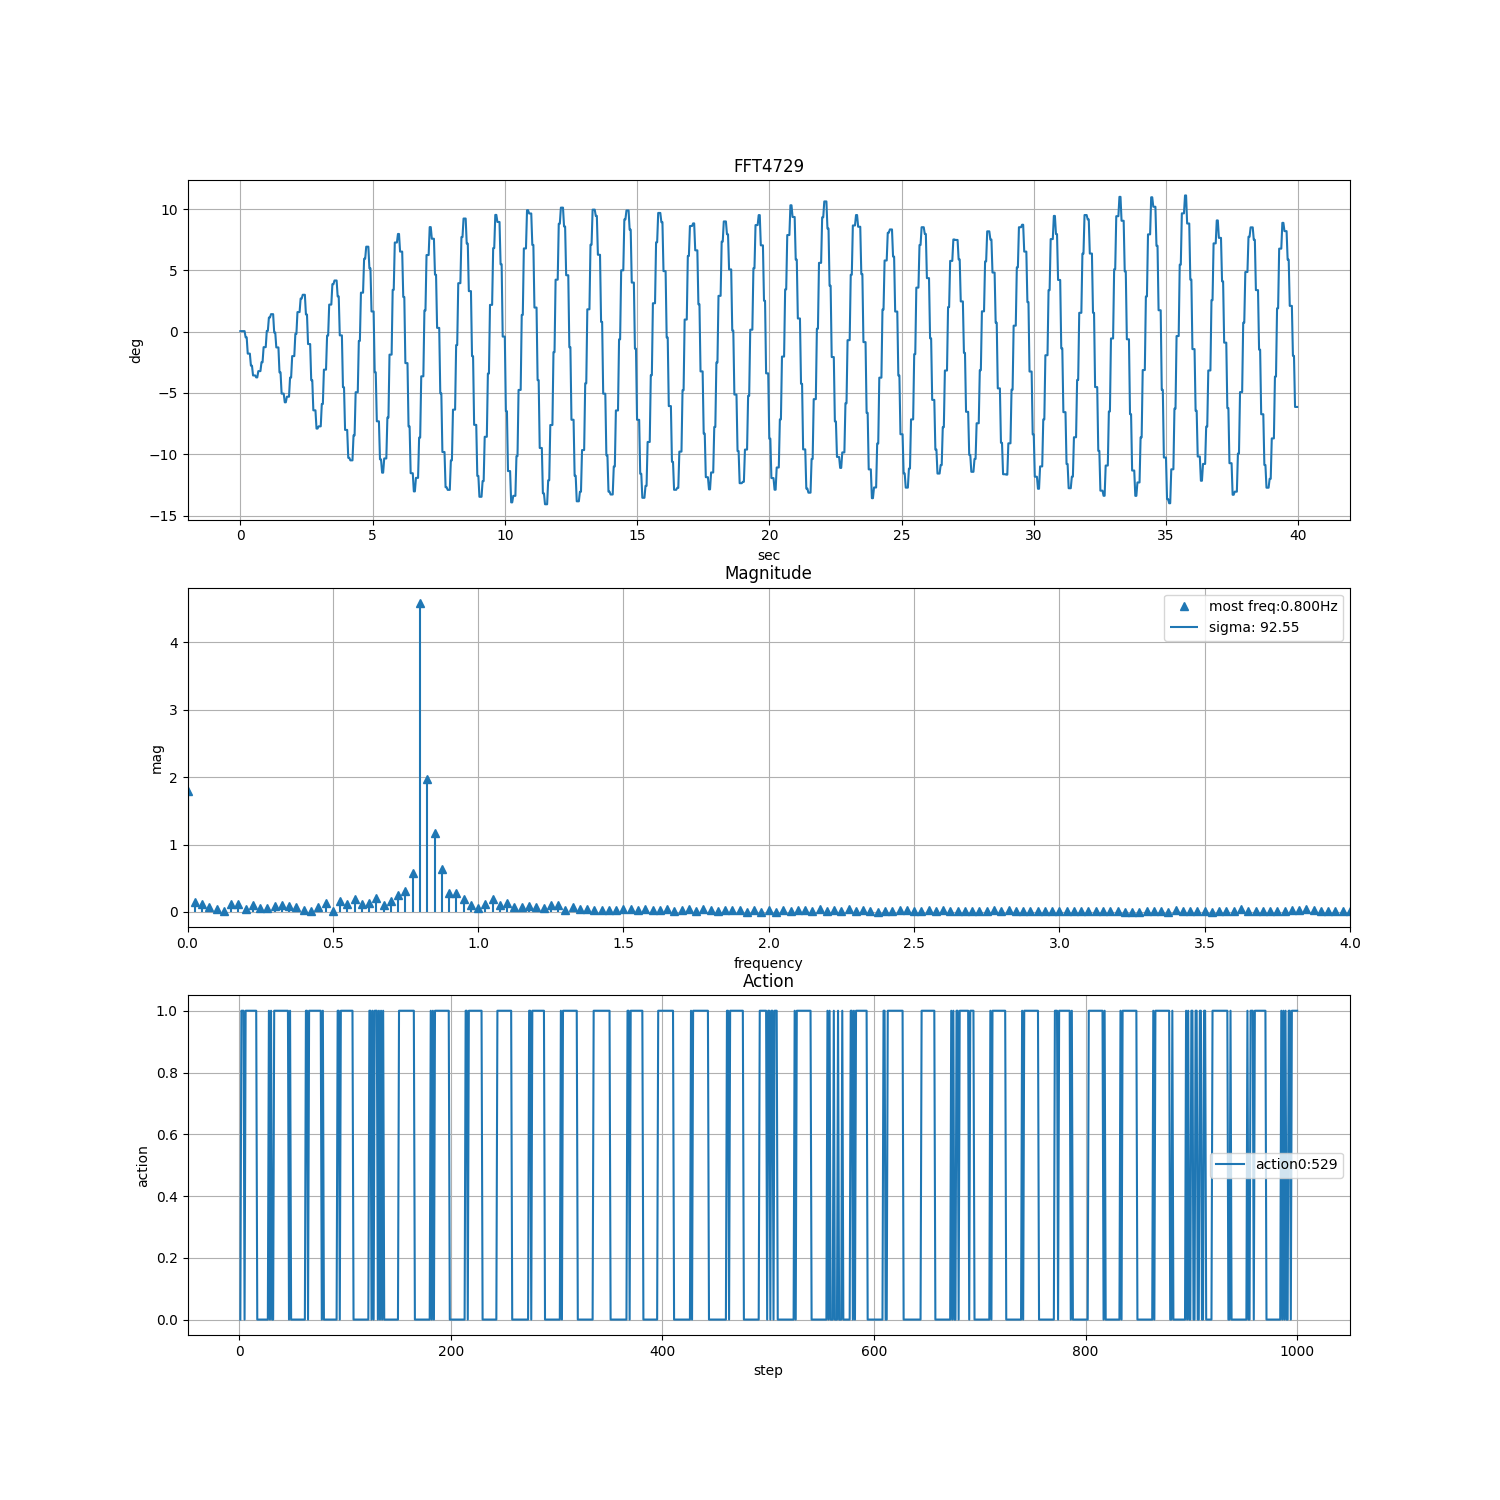 FFT4729
10
5
0
−5
−10
−15
deg
0 5 10 15 20 25 30 35 40
sec
Magnitude
most freq:0.800Hz
sigma: 92.55
4
3
2
1
0
mag
0.0 0.5 1.0 1.5 2.0 2.5 3.0 3.5 4.0
frequency
Action
1.0
0.8
0.6
0.4
0.2
0.0
action
action0:529
0 200 400 600 800 1000
step